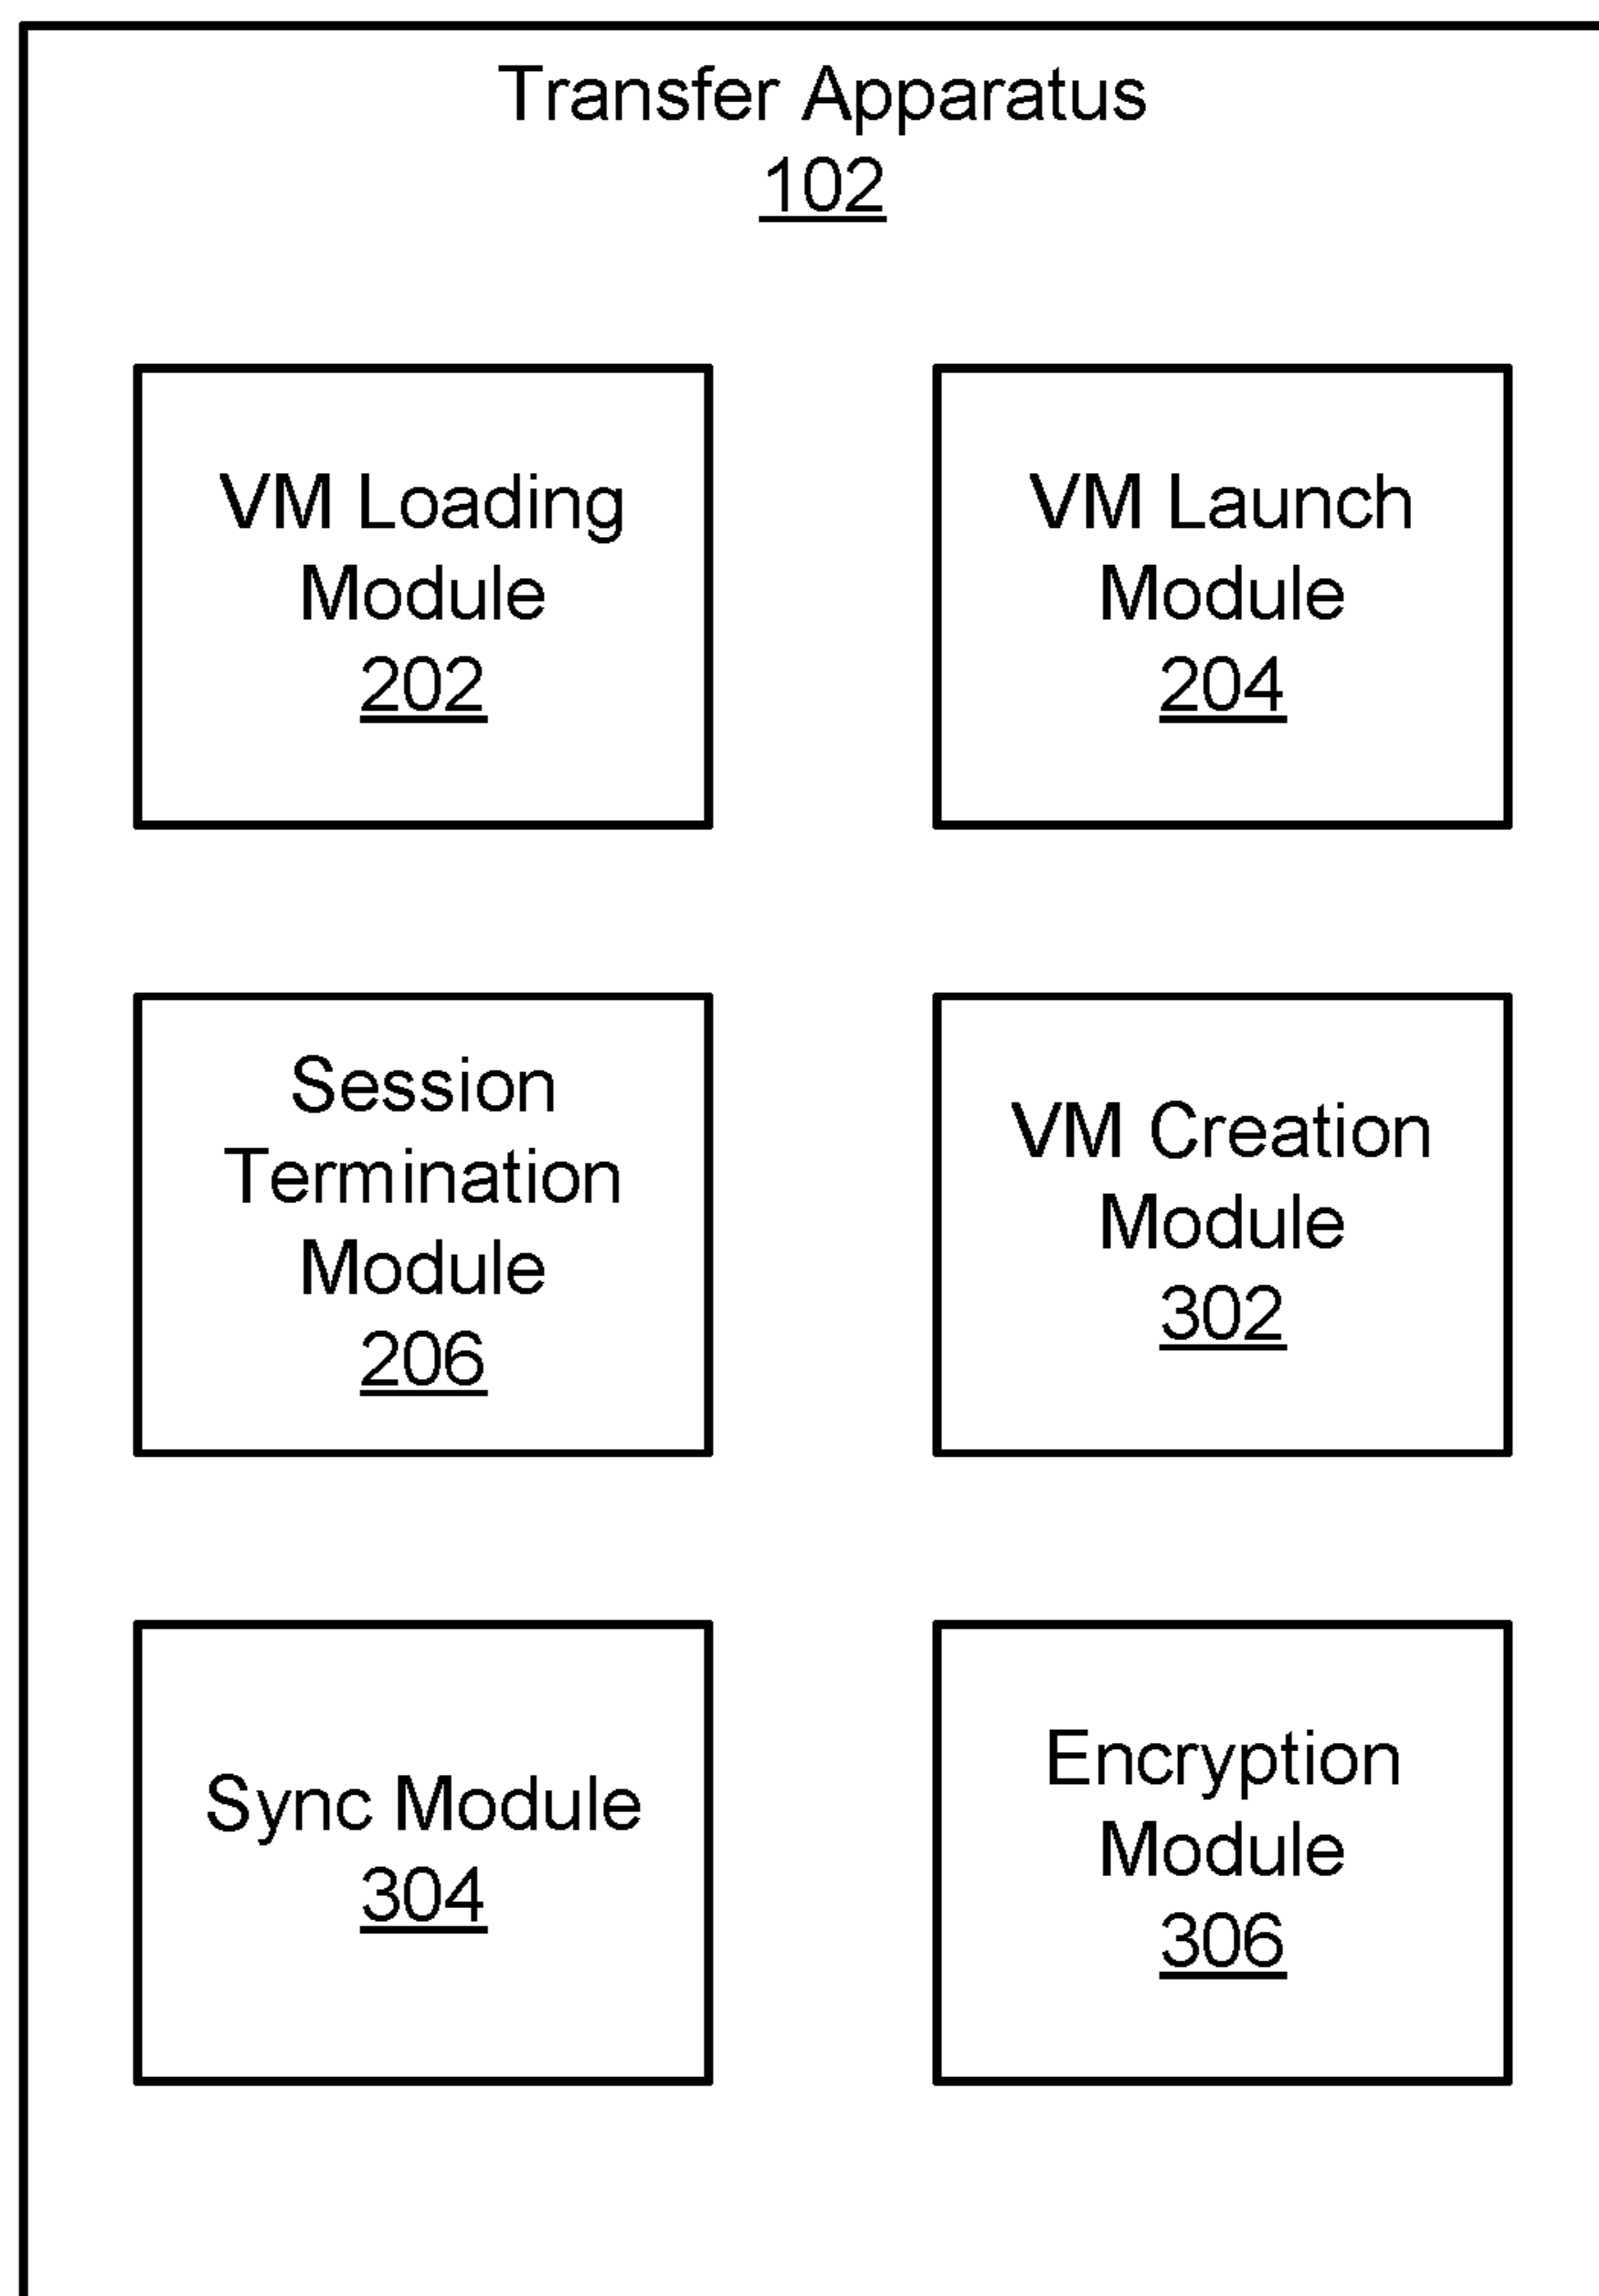 Transfer Apparatus
102
VM Loading
Module
202
VM Launch
Module
204
Session
Termination
Module
206
VM Creation
Module
302
Sync Module
304
Encryption
Module
306